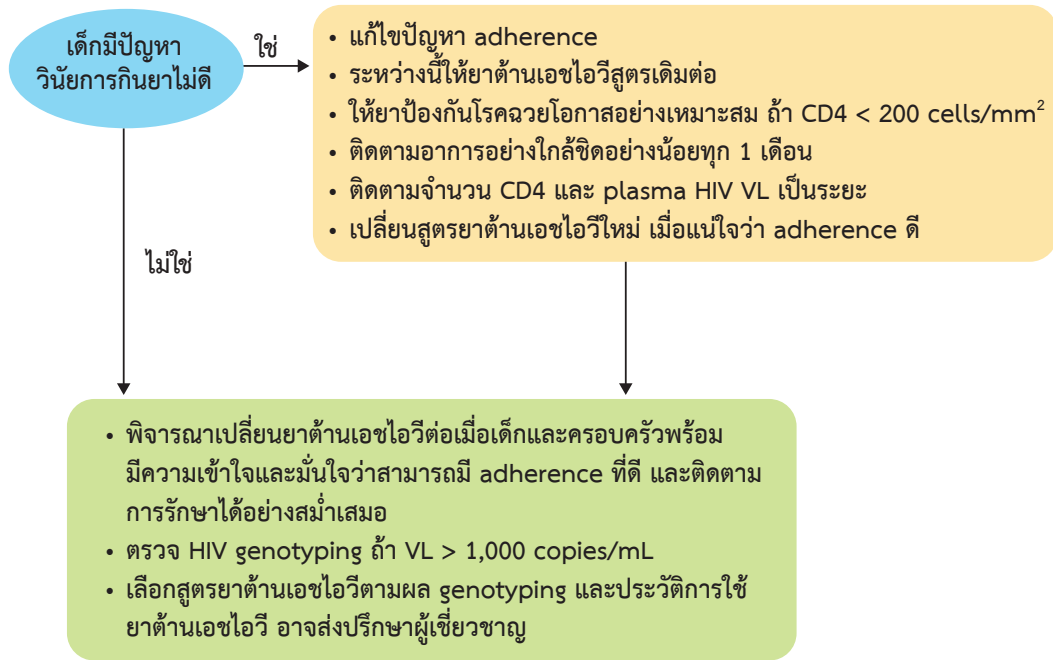 เด็กมีปัญหา
วินัยการกินยาไม่ดี
ใช่
• แก้ไขปัญหา adherence
• ระหว่างนี้ให้ยาต้านเอชไอวีสูตรเดิมต่อ
• ให้ยาป้องกันโรคฉวยโอกาสอย่างเหมาะสม ถ้า CD4 < 200 cells/mm²
• ติดตามอาการอย่างใกล้ชิดอย่างน้อยทุก 1 เดือน
• ติดตามจำนวน CD4 และ plasma HIV VL เป็นระยะ
• เปลี่ยนสูตรยาต้านเอชไอวีใหม่ เมื่อแน่ใจว่า adherence ดี
ไม่ใช่
• พิจารณาเปลี่ยนยาต้านเอชไอวีต่อเมื่อเด็กและครอบครัวพร้อม
มีความเข้าใจและมั่นใจว่าสามารถมี adherence ที่ดี และติดตาม
การรักษาได้อย่างสม่ำเสมอ
• ตรวจ HIV genotyping ถ้า VL > 1,000 copies/mL
• เลือกสูตรยาต้านเอชไอวีตามผล genotyping และประวัติการใช้
ยาต้านเอชไอวี อาจส่งปรึกษาผู้เชี่ยวชาญ